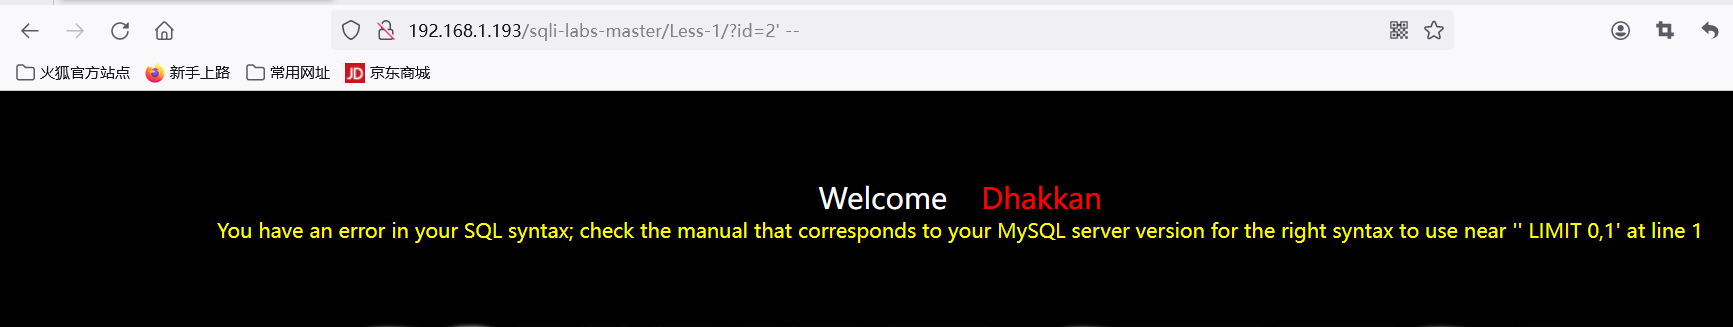 192.168.1.193/sqli-labs-master/Less-1/?id=2' --
火狐官方站点 新手上路 常用网址 JD 京东商城
Welcome Dhakkan
You have an error in your SQL syntax; check the manual that corresponds to your MySQL server version for the right syntax to use near '' LIMIT 0,1' at line 1